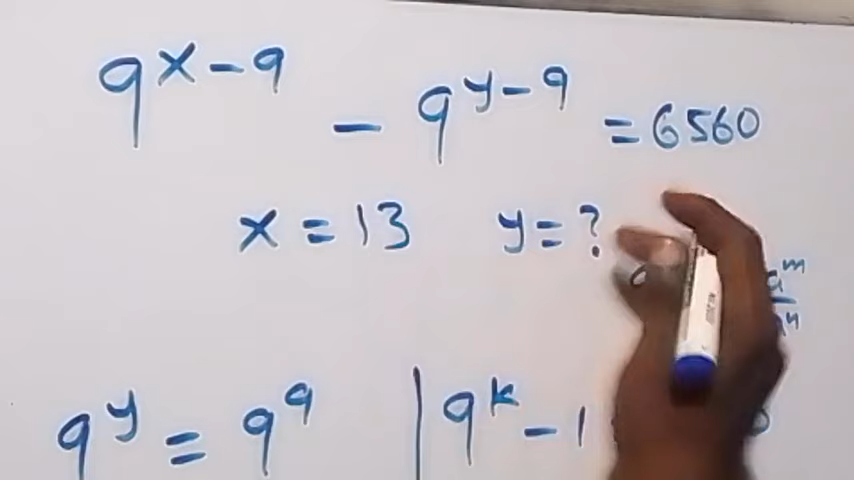 9^{x-9} - 9^{y-9} = 6560
x = 13 y = ?
a^m
n
9^y = 9^9 | 9^k - 1